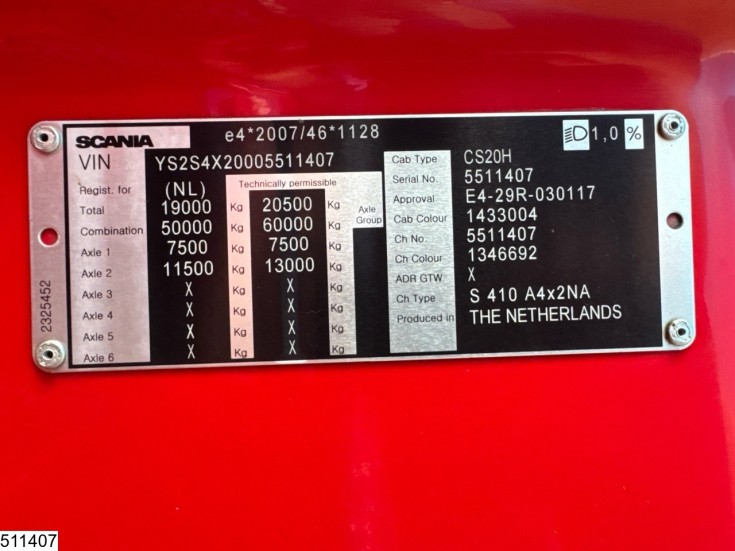 SCANIA e4*2007/46*1128 1,0 %
VIN YS2S4X20005511407
Regist. for (NL) Technically permissible
Total 19000 Kg 20500 Kg Axle Group
Combination 50000 Kg 60000 Kg
Axle 1 7500 Kg 7500 Kg
Axle 2 11500 Kg 13000 Kg
Axle 3 X Kg X Kg
Axle 4 X Kg X Kg
Axle 5 X Kg X Kg
Axle 6 X Kg X Kg
Cab Type CS20H
Serial No. 5511407
Approval E4-29R-030117
Cab Colour 1433004
Ch No. 5511407
Ch Colour 1346692
ADR GTW X
Ch Type S 410 A4x2NA
Produced in THE NETHERLANDS
2325452
511407